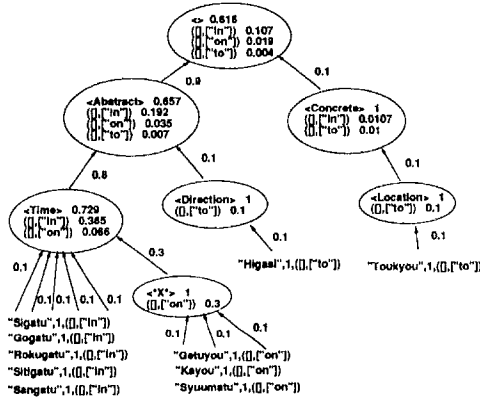 <> 0.616
([],["in"]) 0.107
([],["on"]) 0.019
([],["to"]) 0.004
0.9
0.1
<Abstract> 0.657
([],["in"]) 0.192
([],["on"]) 0.035
([],["to"]) 0.007
<Concrete> 1
([],["in"]) 0.0107
([],["to"]) 0.01
0.8
0.1
0.1
<Time> 0.729
([],["in"]) 0.385
([],["on"]) 0.066
<Direction> 1
([],["to"]) 0.1
<Location> 1
([],["to"]) 0.1
0.3
0.1
0.1
0.1
0.1
0.1
0.1
0.1
"Higasi",1,([],["to"])
"Toukyou",1,([],["to"])
<"X"> 1
([],["on"]) 0.3
0.1
0.1
0.1
"Sigatu",1,([],["in"])
"Gogatu",1,([],["in"])
"Rokugatu",1,([],["in"])
"Sitigatu",1,([],["in"])
"Sangatu",1,([],["in"])
"Getuyou",1,([],["on"])
"Kayou",1,([],["on"])
"Syuumatu",1,([],["on"])